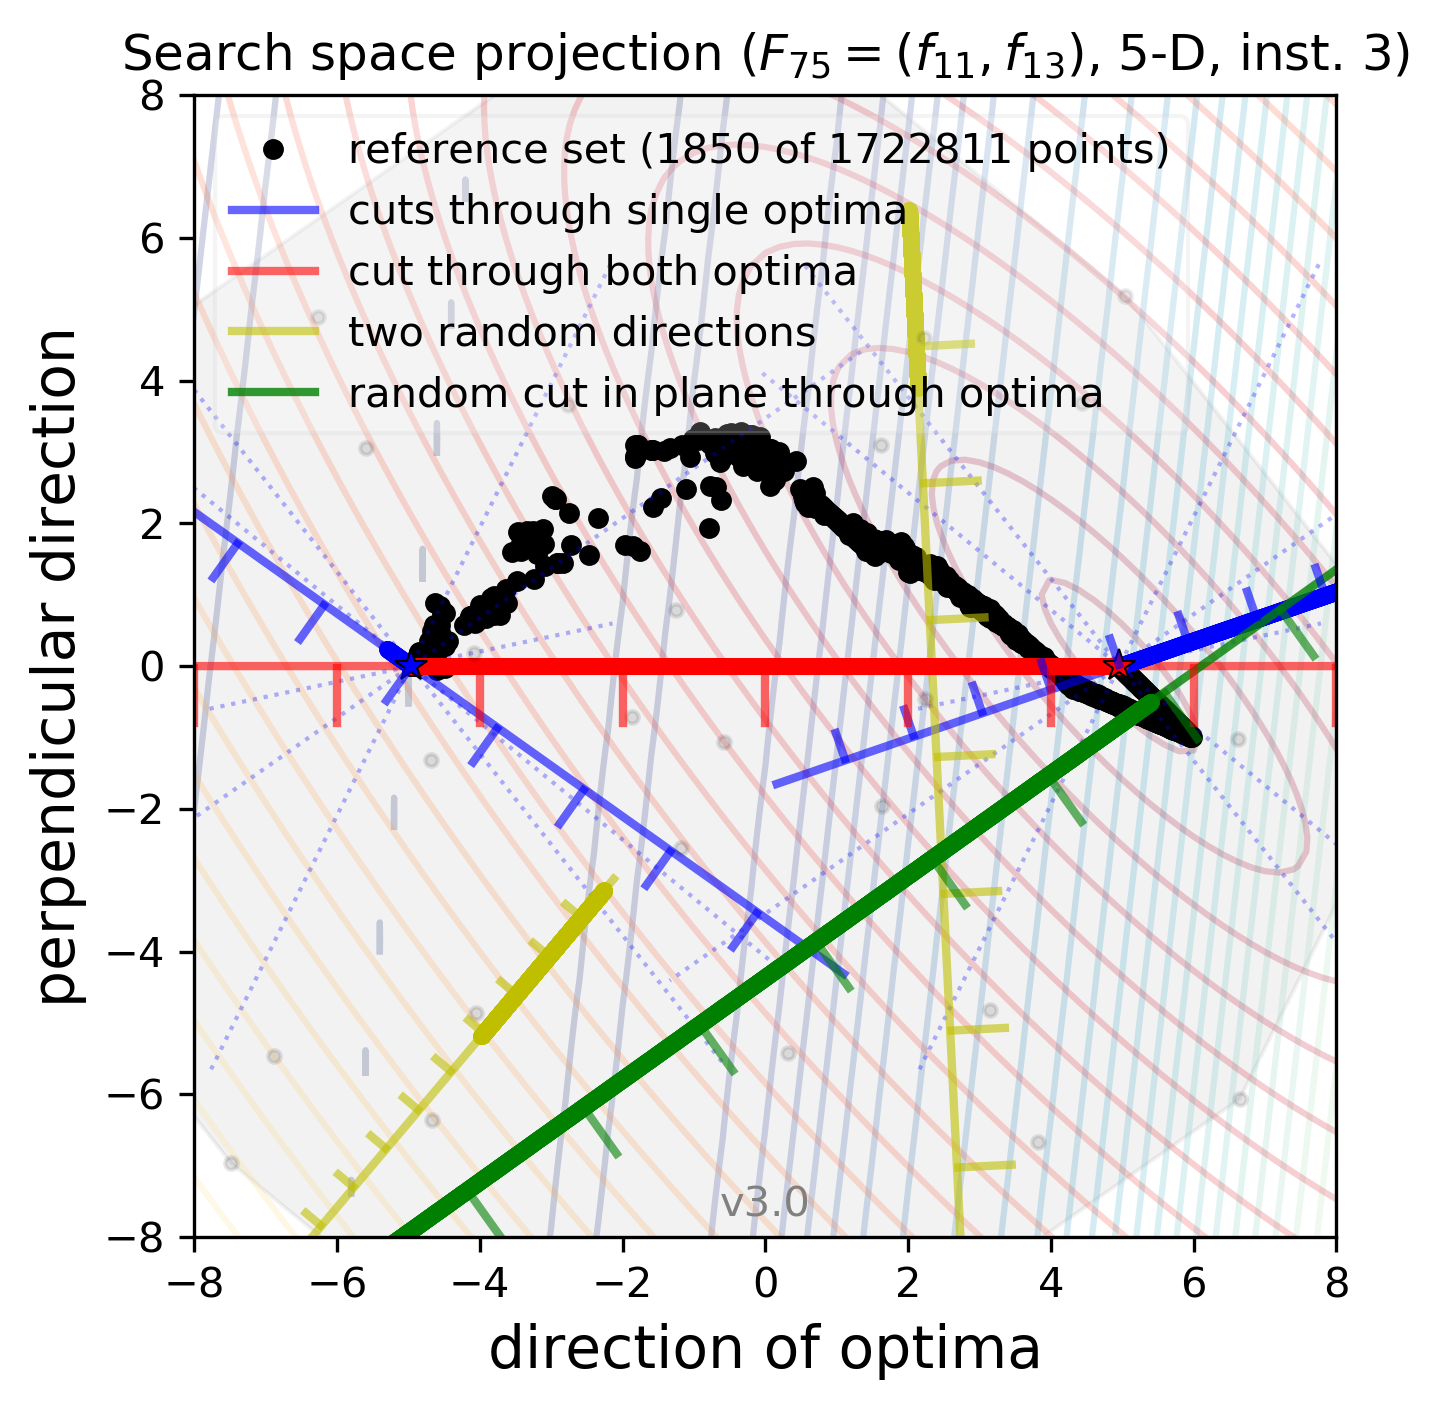 Search space projection (F75 = (f11, f13), 5-D, inst. 3)
8
6
4
2
0
−2
−4
−6
−8
perpendicular direction
reference set (1850 of 1722811 points)
cuts through single optima
cut through both optima
two random directions
random cut in plane through optima
v3.0
−8 −6 −4 −2 0 2 4 6 8
direction of optima